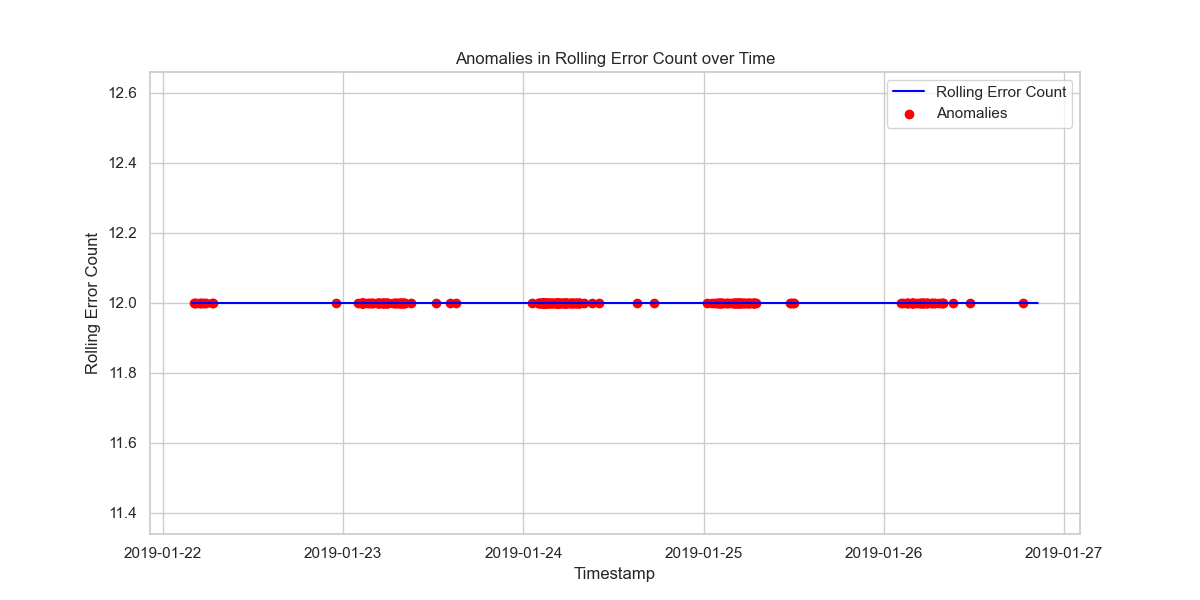 Anomalies in Rolling Error Count over Time
Rolling Error Count
Anomalies
12.6
12.4
12.2
12.0
11.8
11.6
11.4
Rolling Error Count
2019-01-22
2019-01-23
2019-01-24
2019-01-25
2019-01-26
2019-01-27
Timestamp